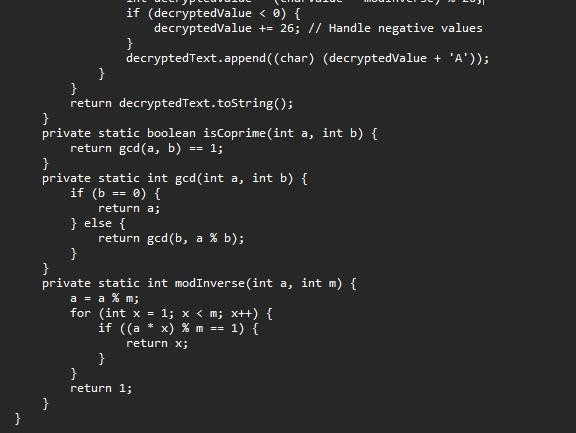 if (decryptedValue < 0) {
decryptedValue += 26; // Handle negative values
}
decryptedText.append((char) (decryptedValue + 'A'));
}
}
return decryptedText.toString();
}
private static boolean isCoprime(int a, int b) {
return gcd(a, b) == 1;
}
private static int gcd(int a, int b) {
if (b == 0) {
return a;
} else {
return gcd(b, a % b);
}
}
private static int modInverse(int a, int m) {
a = a % m;
for (int x = 1; x < m; x++) {
if ((a * x) % m == 1) {
return x;
}
}
return 1;
}
}